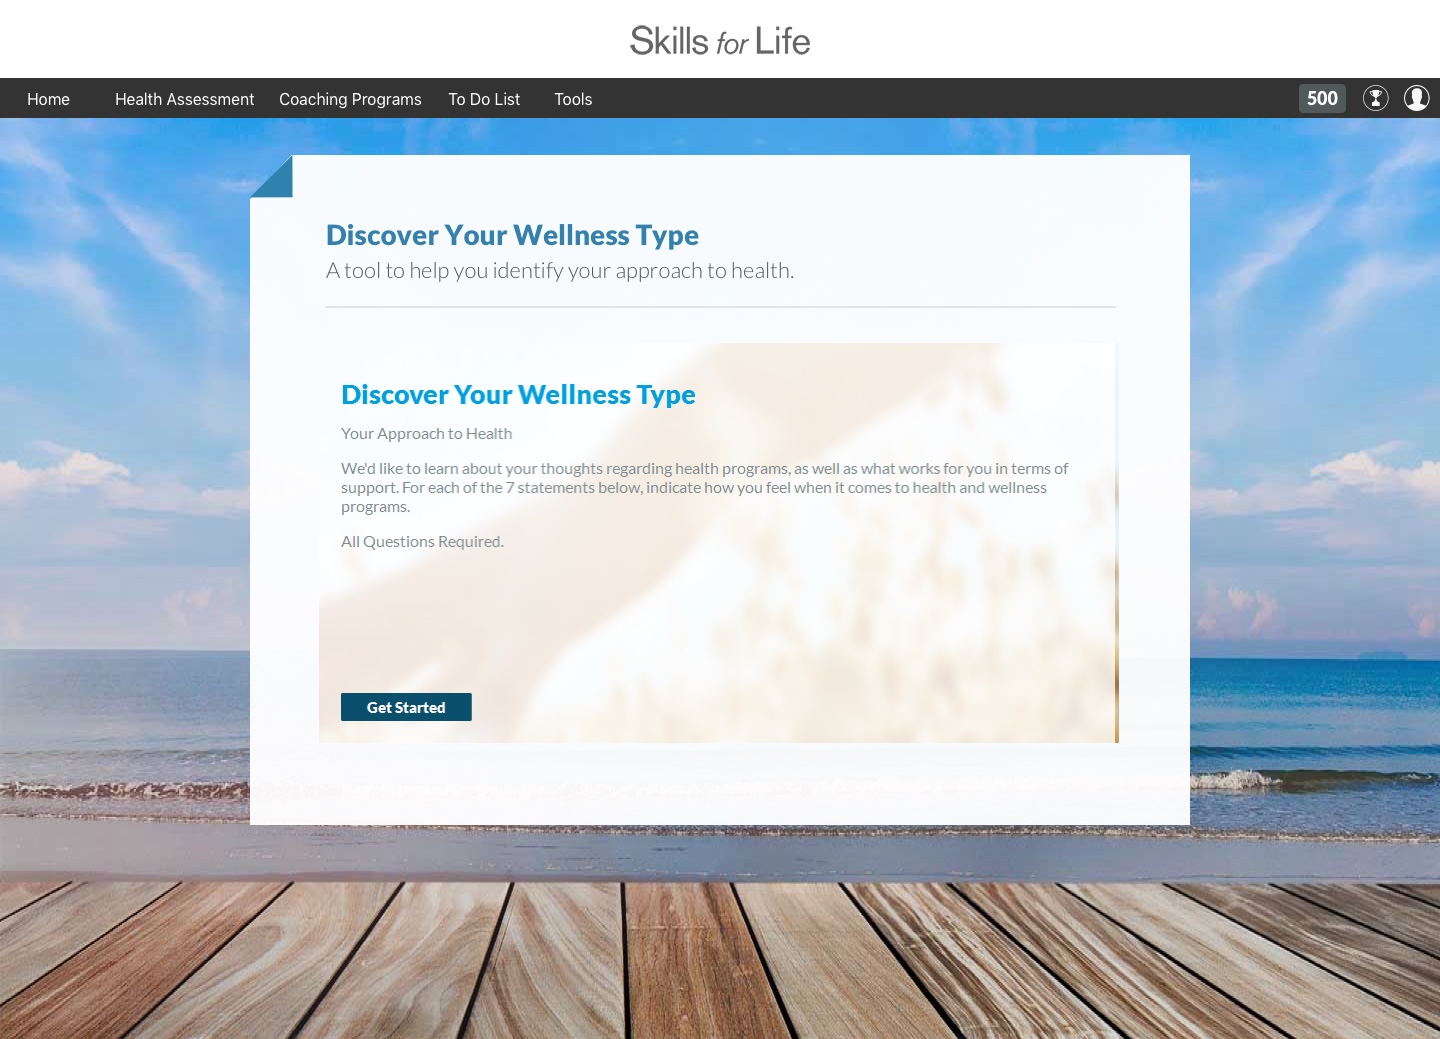 Skills for Life
Home Health Assessment Coaching Programs To Do List Tools 500
Discover Your Wellness Type
A tool to help you identify your approach to health.
Discover Your Wellness Type
Your Approach to Health
We'd like to learn about your thoughts regarding health programs, as well as what works for you in terms of
support. For each of the 7 statements below, indicate how you feel when it comes to health and wellness
programs.
All Questions Required.
Get Started